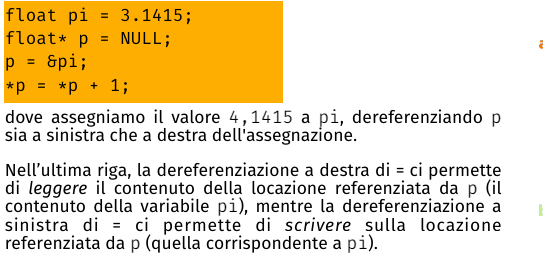 float pi = 3.1415;
float* p = NULL;
p = &pi;
*p = *p + 1;
dove assegniamo il valore 4,1415 a pi, dereferenziando p
sia a sinistra che a destra dell'assegnazione.
Nell’ultima riga, la dereferenziazione a destra di = ci permette
di leggere il contenuto della locazione referenziata da p (il
contenuto della variabile pi), mentre la dereferenziazione a
sinistra di = ci permette di scrivere sulla locazione
referenziata da p (quella corrispondente a pi).